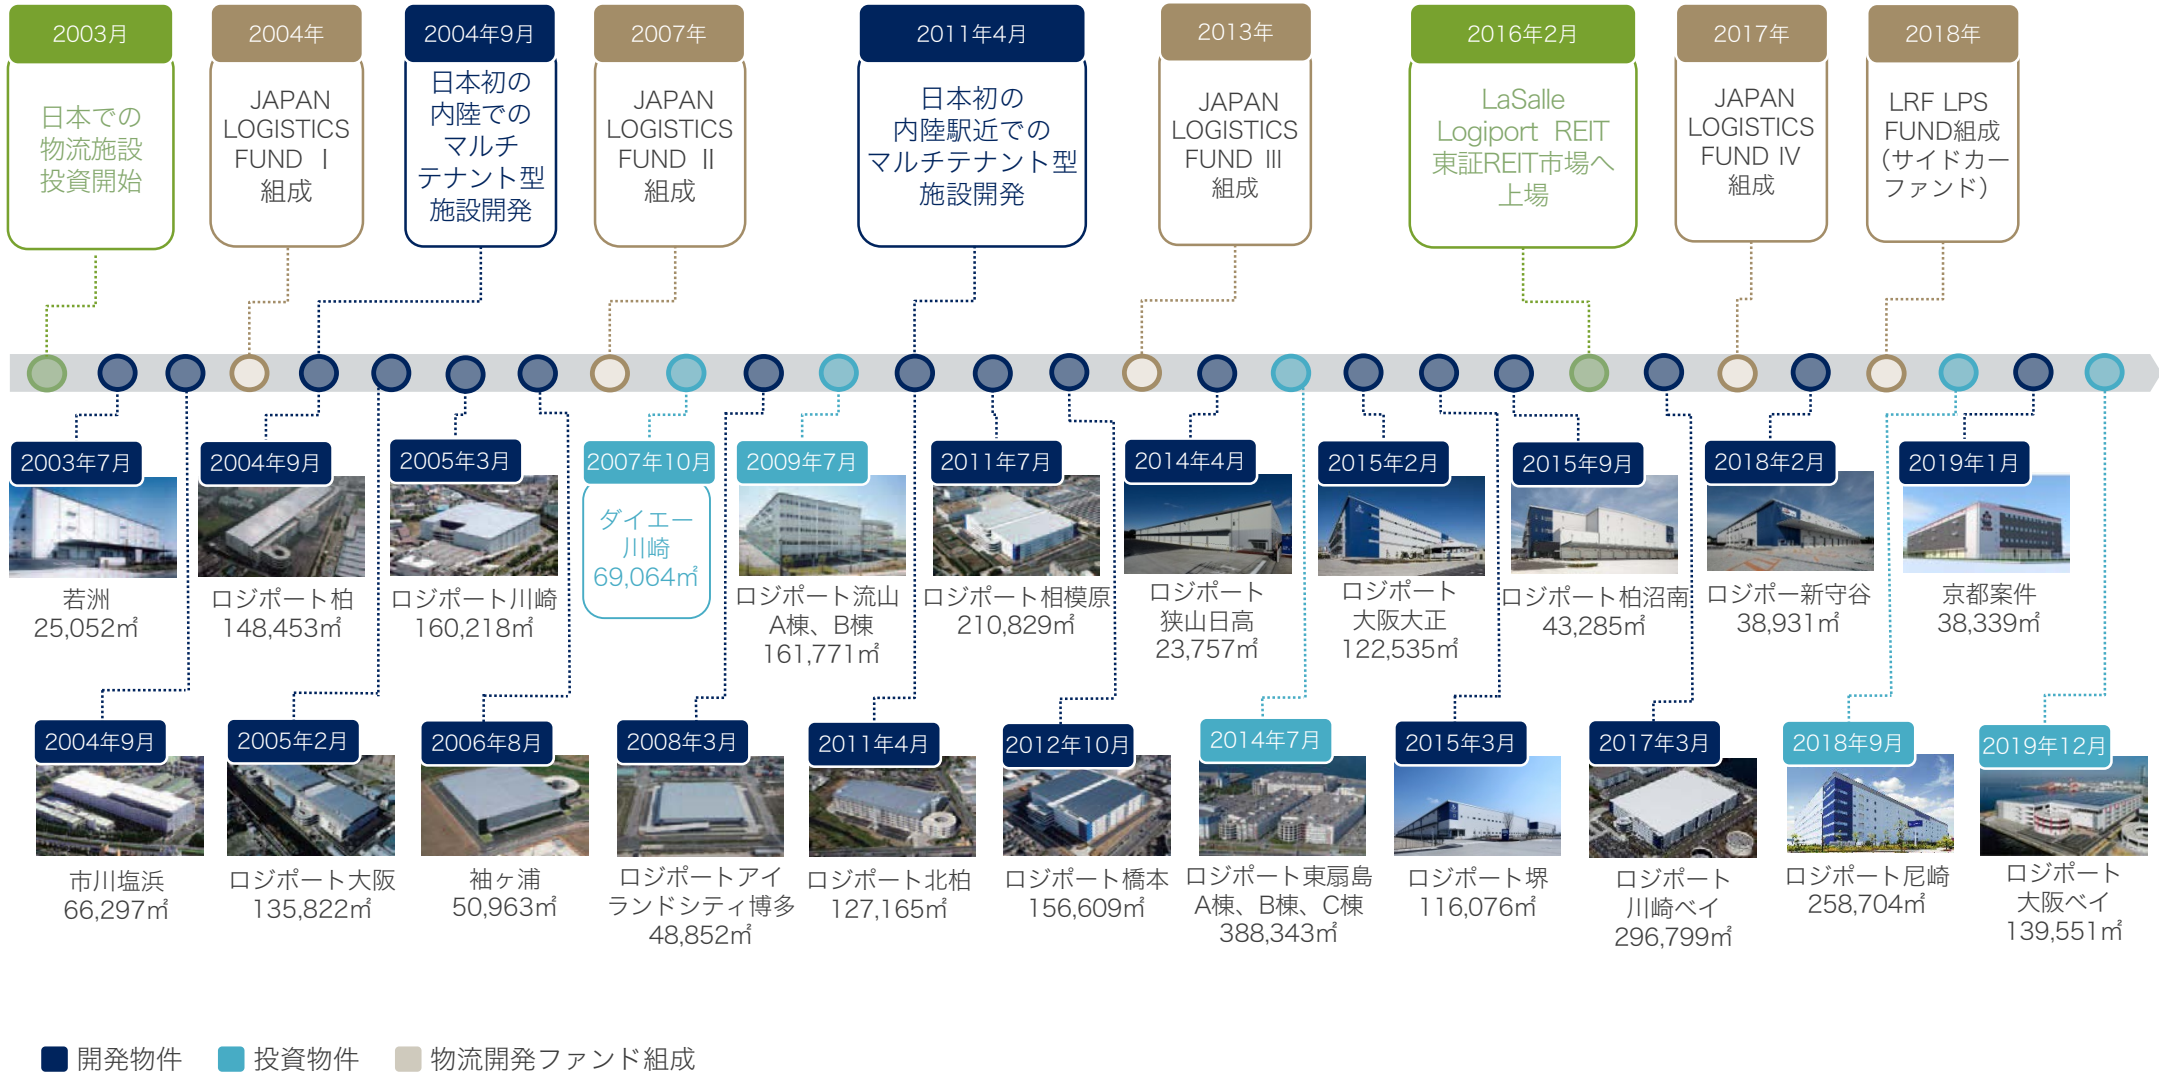 2003月
日本での
物流施設
投資開始
2004年
JAPAN
LOGISTICS
FUND Ⅰ
組成
2004年9月
日本初の
内陸での
マルチ
テナント型
施設開発
2007年
JAPAN
LOGISTICS
FUND Ⅱ
組成
2011年4月
日本初の
内陸駅近での
マルチテナント型
施設開発
2013年
JAPAN
LOGISTICS
FUND Ⅲ
組成
2016年2月
LaSalle
Logiport REIT
東証REIT市場へ
上場
2017年
JAPAN
LOGISTICS
FUND Ⅳ
組成
2018年
LRF LPS
FUND組成
（サイドカー
ファンド）
2003年7月
若洲
25,052㎡
2004年9月
ロジポート柏
148,453㎡
2005年3月
ロジポート川崎
160,218㎡
2007年10月
ダイエー
川崎
69,064㎡
2009年7月
ロジポート流山
A棟、B棟
161,771㎡
2011年7月
ロジポート相模原
210,829㎡
2014年4月
ロジポート
狭山日高
23,757㎡
2015年2月
ロジポート
大阪大正
122,535㎡
2015年9月
ロジポート柏沼南
43,285㎡
2018年2月
ロジポー新守谷
38,931㎡
2019年1月
京都案件
38,339㎡
2004年9月
市川塩浜
66,297㎡
2005年2月
ロジポート大阪
135,822㎡
2006年8月
袖ヶ浦
50,963㎡
2008年3月
ロジポートアイ
ランドシティ博多
48,852㎡
2011年4月
ロジポート北柏
127,165㎡
2012年10月
ロジポート橋本
156,609㎡
2014年7月
ロジポート東扇島
A棟、B棟、C棟
388,343㎡
2015年3月
ロジポート堺
116,076㎡
2017年3月
ロジポート
川崎ベイ
296,799㎡
2018年9月
ロジポート尼崎
258,704㎡
2019年12月
ロジポート
大阪ベイ
139,551㎡
開発物件
投資物件
物流開発ファンド組成